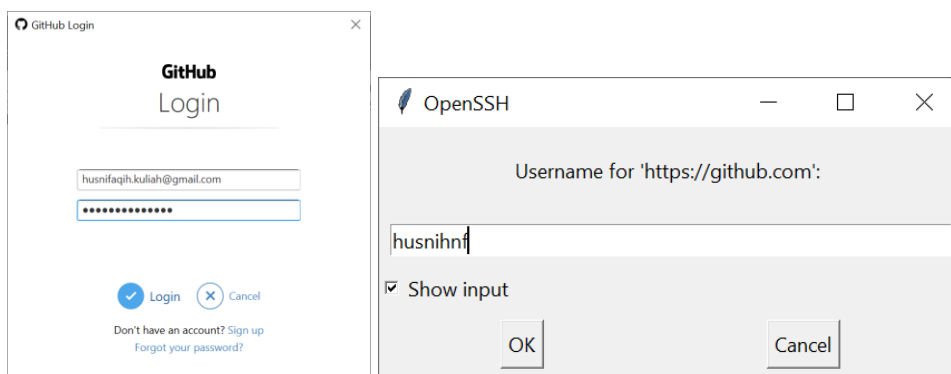 GitHub Login
GitHub
Login
husnifaqih.kuliah@gmail.com
Login
Cancel
Don't have an account? Sign up
Forgot your password?
OpenSSH
Username for 'https://github.com':
husnihnf
Show input
OK
Cancel